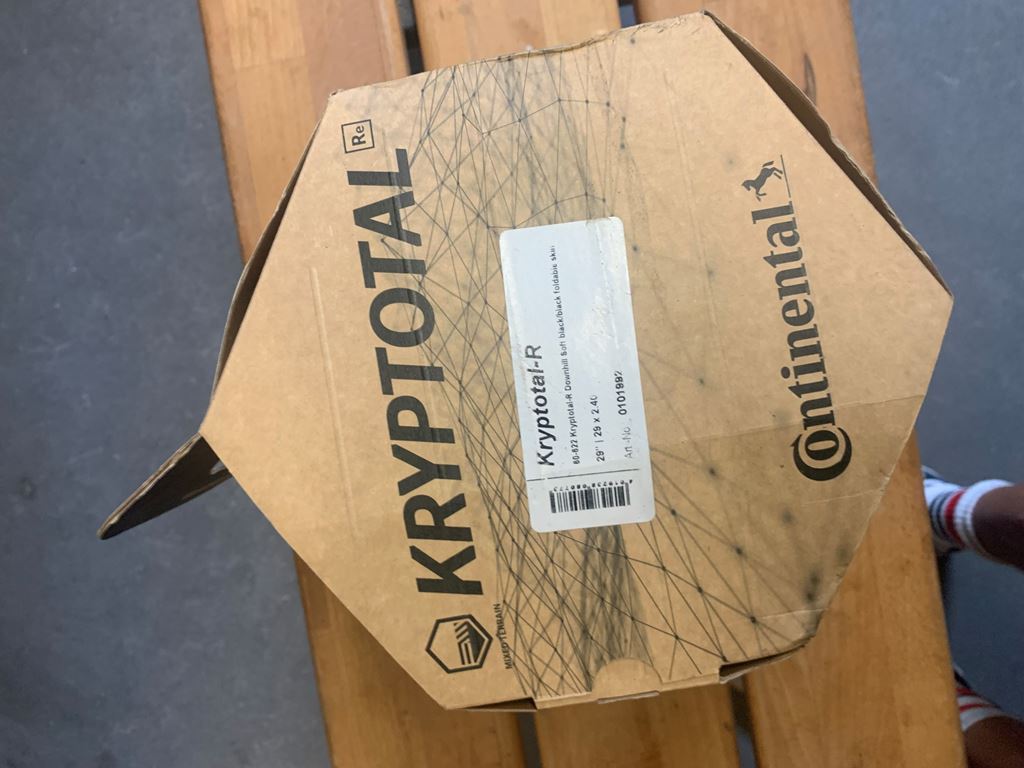 KRYPTOTAL Re
MIXED TERRAIN
Kryptotal-R
60-622 Kryptotal-R Downhill Soft black/black foldable skin
29" | 29 x 2.40
Art.-No. 0101992
Continental